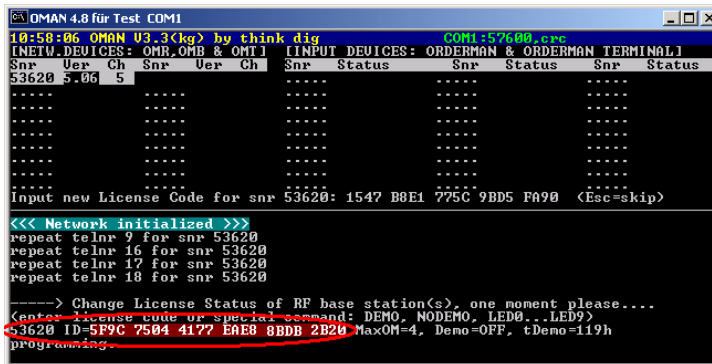 OMAN 4.8 für Test COM1
10:58:06 OMAN V3.3(kg) by think dig COM1:57600,crc
[NETW.DEVICES: OMR,OMB & OMT] [INPUT DEVICES: ORDERMAN & ORDERMAN TERMINAL]
Snr Ver Ch Snr Ver Ch Snr Status Snr Status Snr Status
53620 5.06 5 ..... ..... ..... .....
..... ..... ..... ..... .....
..... ..... ..... ..... .....
..... ..... ..... ..... .....
..... ..... ..... ..... .....
..... ..... ..... ..... .....
..... ..... ..... ..... .....
..... ..... ..... ..... .....
Input new License Code for snr 53620: 1547 B8E1 775C 9BD5 FA90 (Esc=skip)
<<< Network initialized >>>
repeat telnr 9 for snr 53620
repeat telnr 16 for snr 53620
repeat telnr 17 for snr 53620
repeat telnr 18 for snr 53620
-----> Change License Status of RF base station(s), one moment please....
(enter license code or special command: DEMO, NODEMO, LED0...LED9)
53620 ID=5F9C 7504 4177 EAE8 8BDB 2B20 MaxOM=4, Demo=OFF, tDemo=119h
programming.